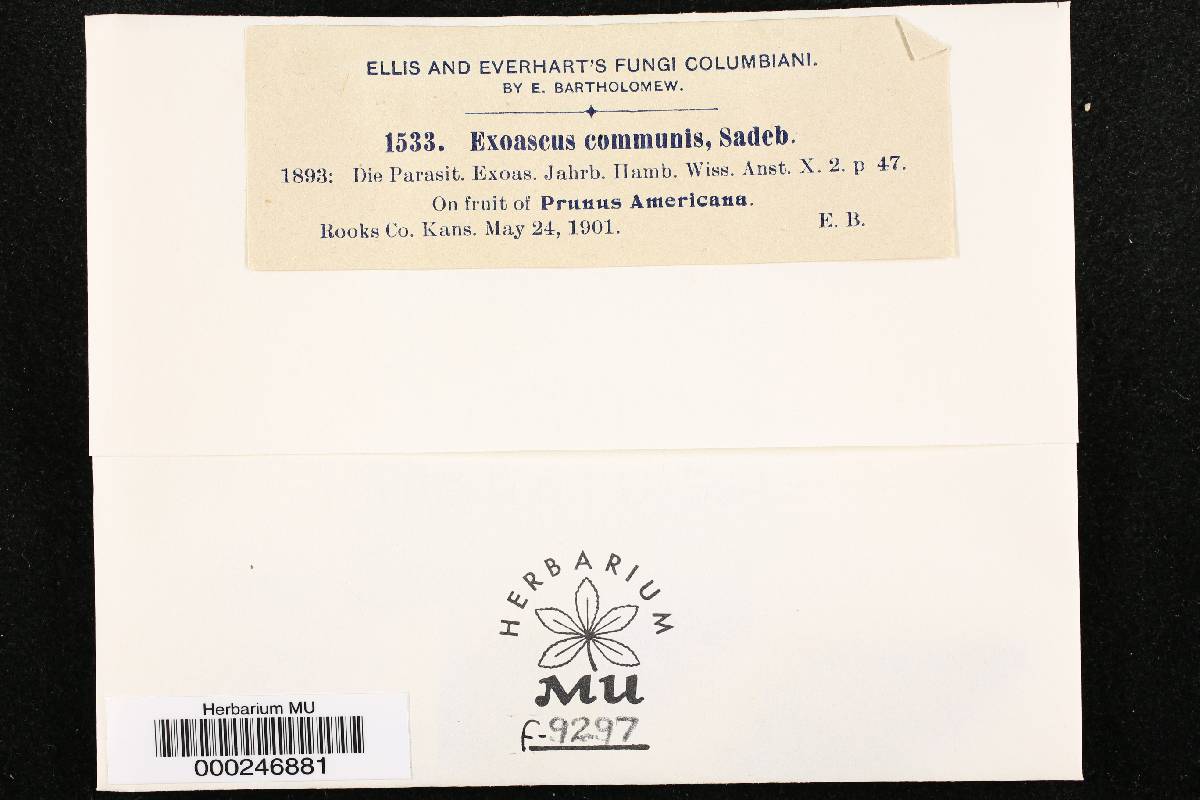 ELLIS AND EVERHART'S FUNGI COLUMBIANI.
BY E. BARTHOLOMEW.
1533. Exoascus communis, Sadeb.
1893: Die Parasit. Exoas. Jahrb. Hamb. Wiss. Anst. X. 2. p 47.
On fruit of Prunus Americana.
Rooks Co. Kans. May 24, 1901. E. B.
HERBARIUM
MU
F-9297
Herbarium MU
000246881